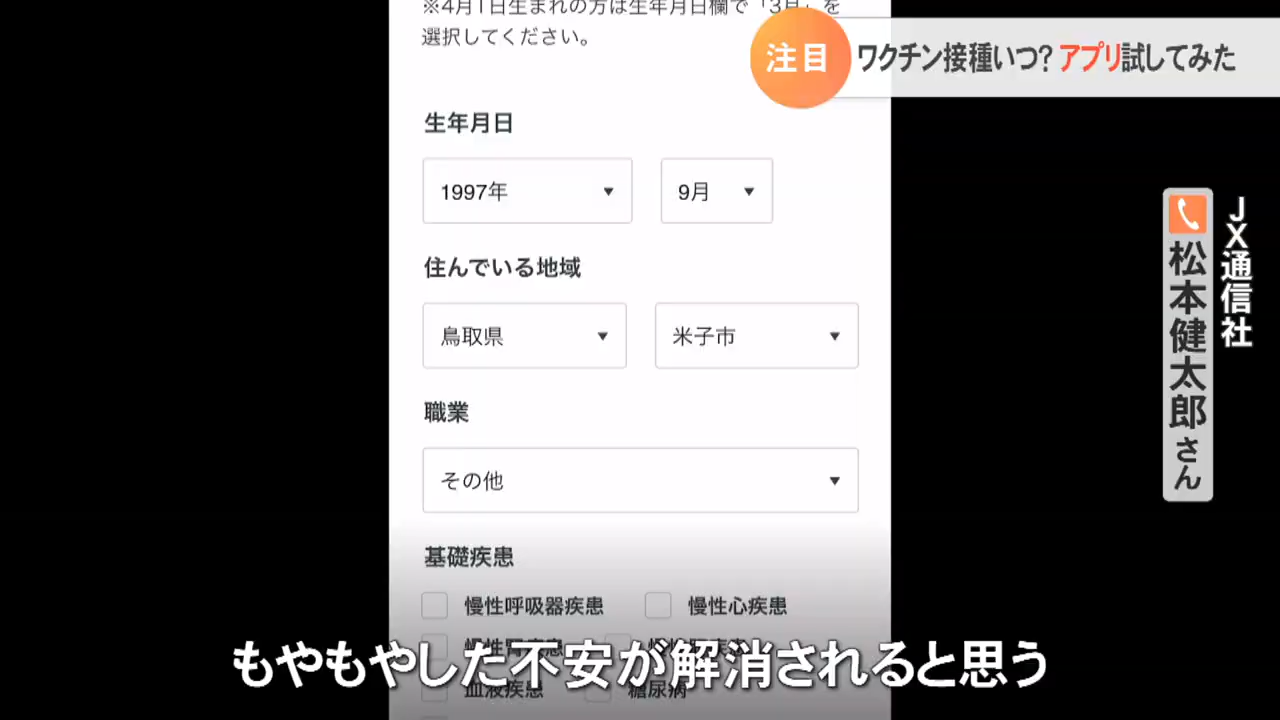 ※4月1日生まれの方は生年月日欄で「3月」を
選択してください。
注目
ワクチン接種いつ?アプリ試してみた
生年月日
1997年
9月
住んでいる地域
鳥取県
米子市
職業
その他
基礎疾患
慢性呼吸器疾患
慢性心疾患
血液疾患
糖尿病
JX通信社
松本健太郎さん
もやもやした不安が解消されると思う